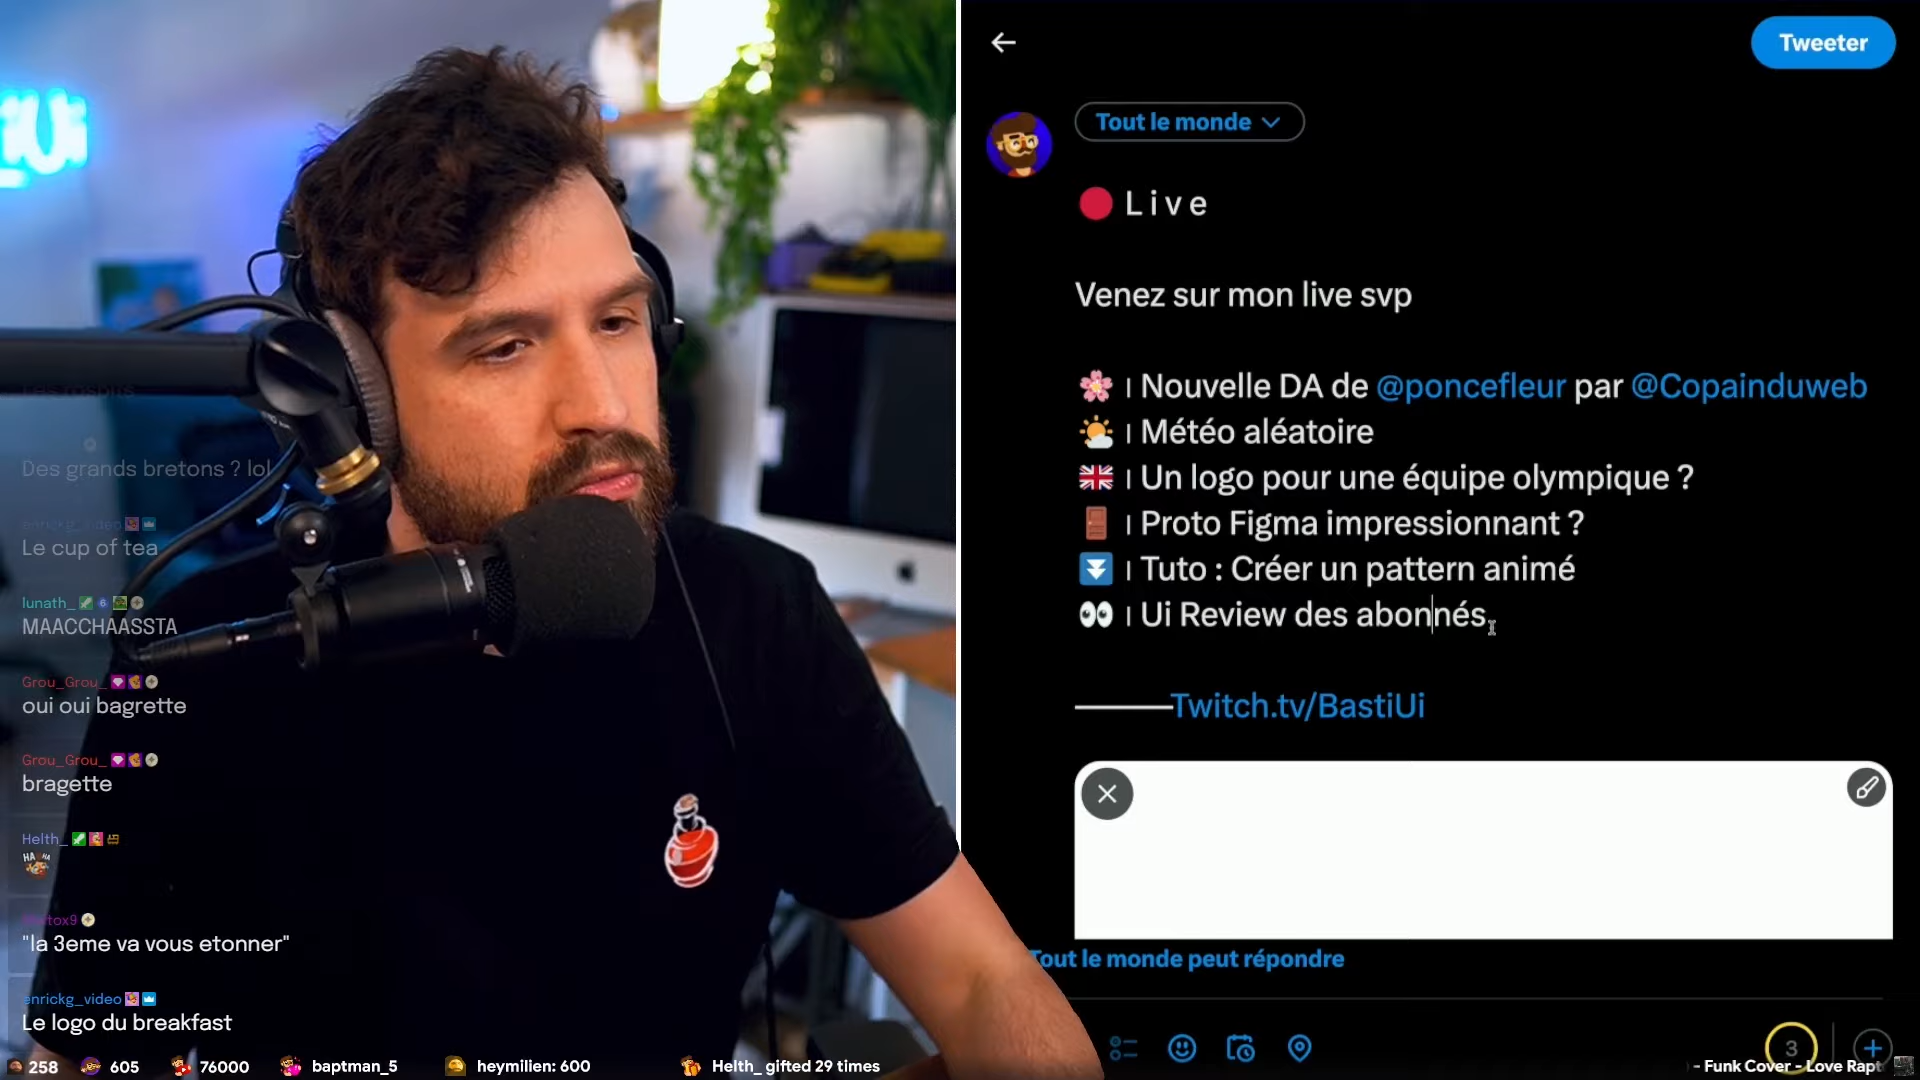 Ui
Des grands bretons ? lol
enrickg_video
Le cup of tea
lunath_
MAACCHAASSTA
Grou_Grou_
oui oui bagrette
Grou_Grou_
bragette
Helth_
HA HA
"la 3eme va vous etonner"
enrickg_video
Le logo du breakfast
258
605
76000
baptman_5
heymilien: 600
Helth_ gifted 29 times
- Funk Cover - Love Rapt
Tweeter
Tout le monde
Live
Venez sur mon live svp
🌸 | Nouvelle DA de @poncefleur par @Copainduweb
🌤️ | Météo aléatoire
🇬🇧 | Un logo pour une équipe olympique ?
🚪 | Proto Figma impressionnant ?
⏬ | Tuto : Créer un pattern animé
👀 | Ui Review des abonnés
———Twitch.tv/BastiUi
Tout le monde peut répondre
3